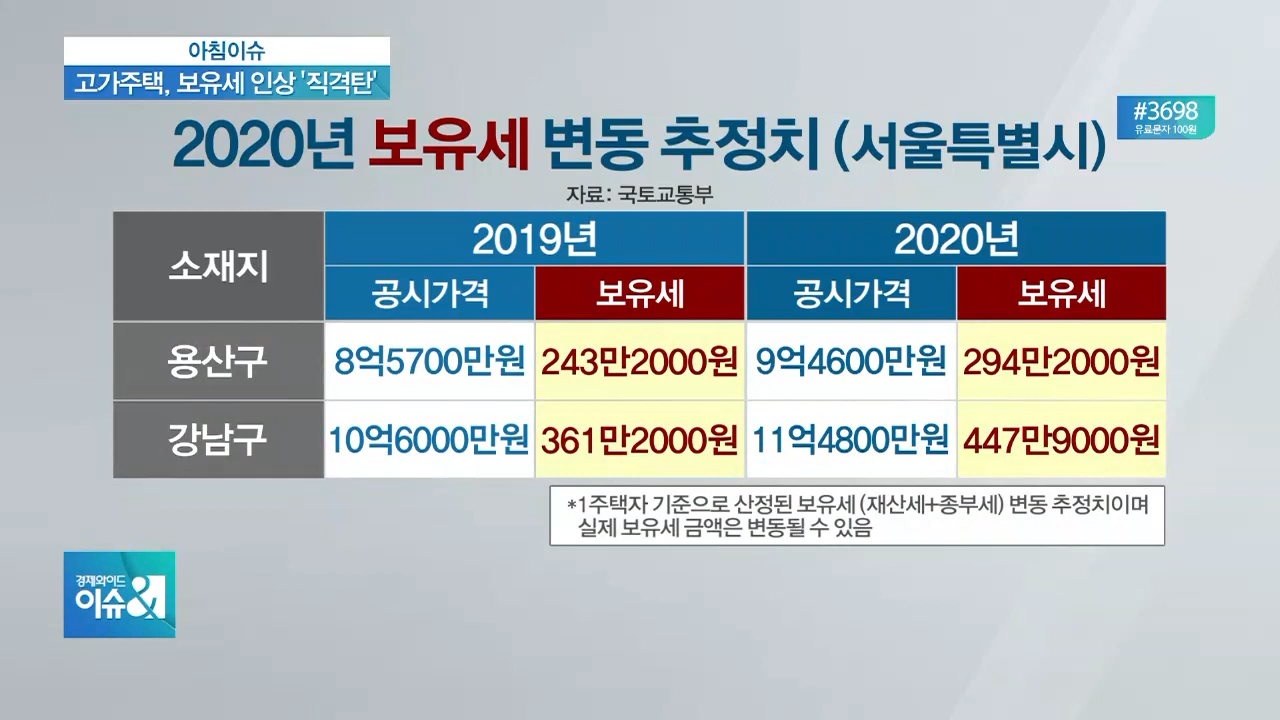 아침이슈
고가주택, 보유세 인상 '직격탄'
#3698
유료문자 100원
2020년 보유세 변동 추정치 (서울특별시)
자료: 국토교통부
소재지 2019년 2020년
공시가격 보유세 공시가격 보유세
용산구 8억5700만원 243만2000원 9억4600만원 294만2000원
강남구 10억6000만원 361만2000원 11억4800만원 447만9000원
*1주택자 기준으로 산정된 보유세 (재산세+종부세) 변동 추정치이며
실제 보유세 금액은 변동될 수 있음
경제와이드
이슈&